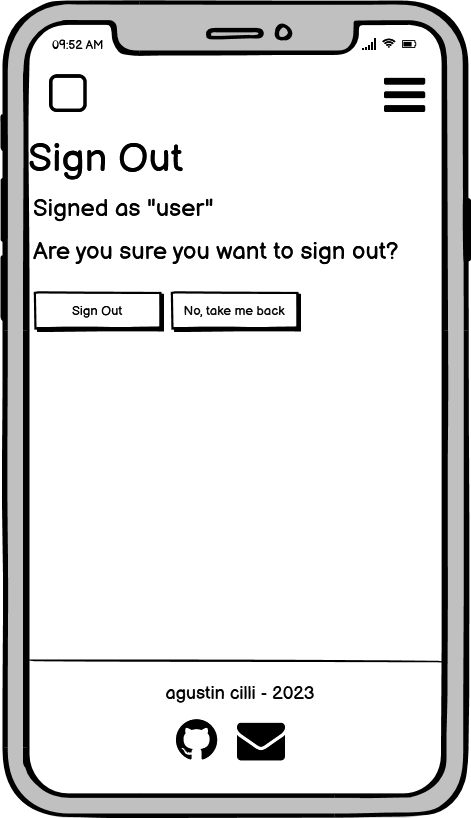 09:52 AM
Sign Out
Signed as "user"
Are you sure you want to sign out?
Sign Out
No, take me back
agustin cilli - 2023